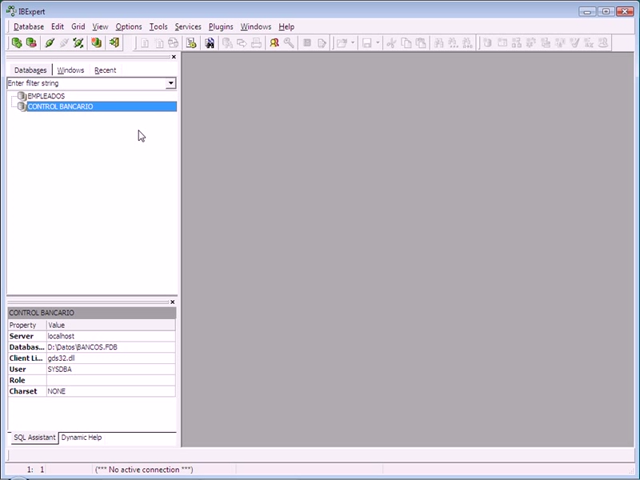 IBExpert
Database Edit Grid View Options Tools Services Plugins Windows Help
Databases Windows Recent
Enter filter string
EMPLEADOS
CONTROL BANCARIO
CONTROL BANCARIO
Property Value
Server localhost
Databas... D:\Datos\BANCOS.FDB
Client Li... gds32.dll
User SYSDBA
Role
Charset NONE
SQL Assistant Dynamic Help
1: 1 (*** No active connection ***)